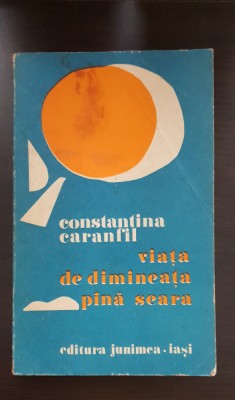 constantina
caranfil
viața
de dimineața
pînă seara
editura junimea • iași